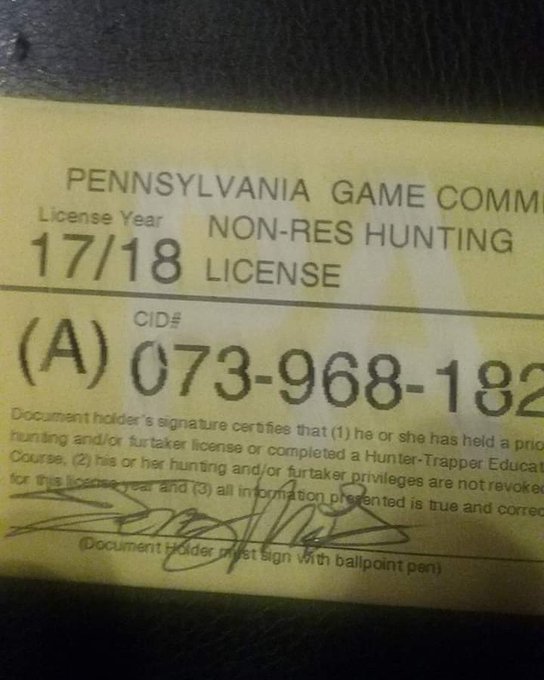 PENNSYLVANIA GAME COMM
License Year
NON-RES HUNTING
17/18 LICENSE
CID#
(A) 073-968-182
Document holder's signature certifies that (1) he or she has held a prio
hunting and/or furtaker license or completed a Hunter-Trapper Educat
Course, (2) his or her hunting and/or furtaker privileges are not revoked
for this license year and (3) all information presented is true and correc
(Document Holder must sign with ballpoint pen)